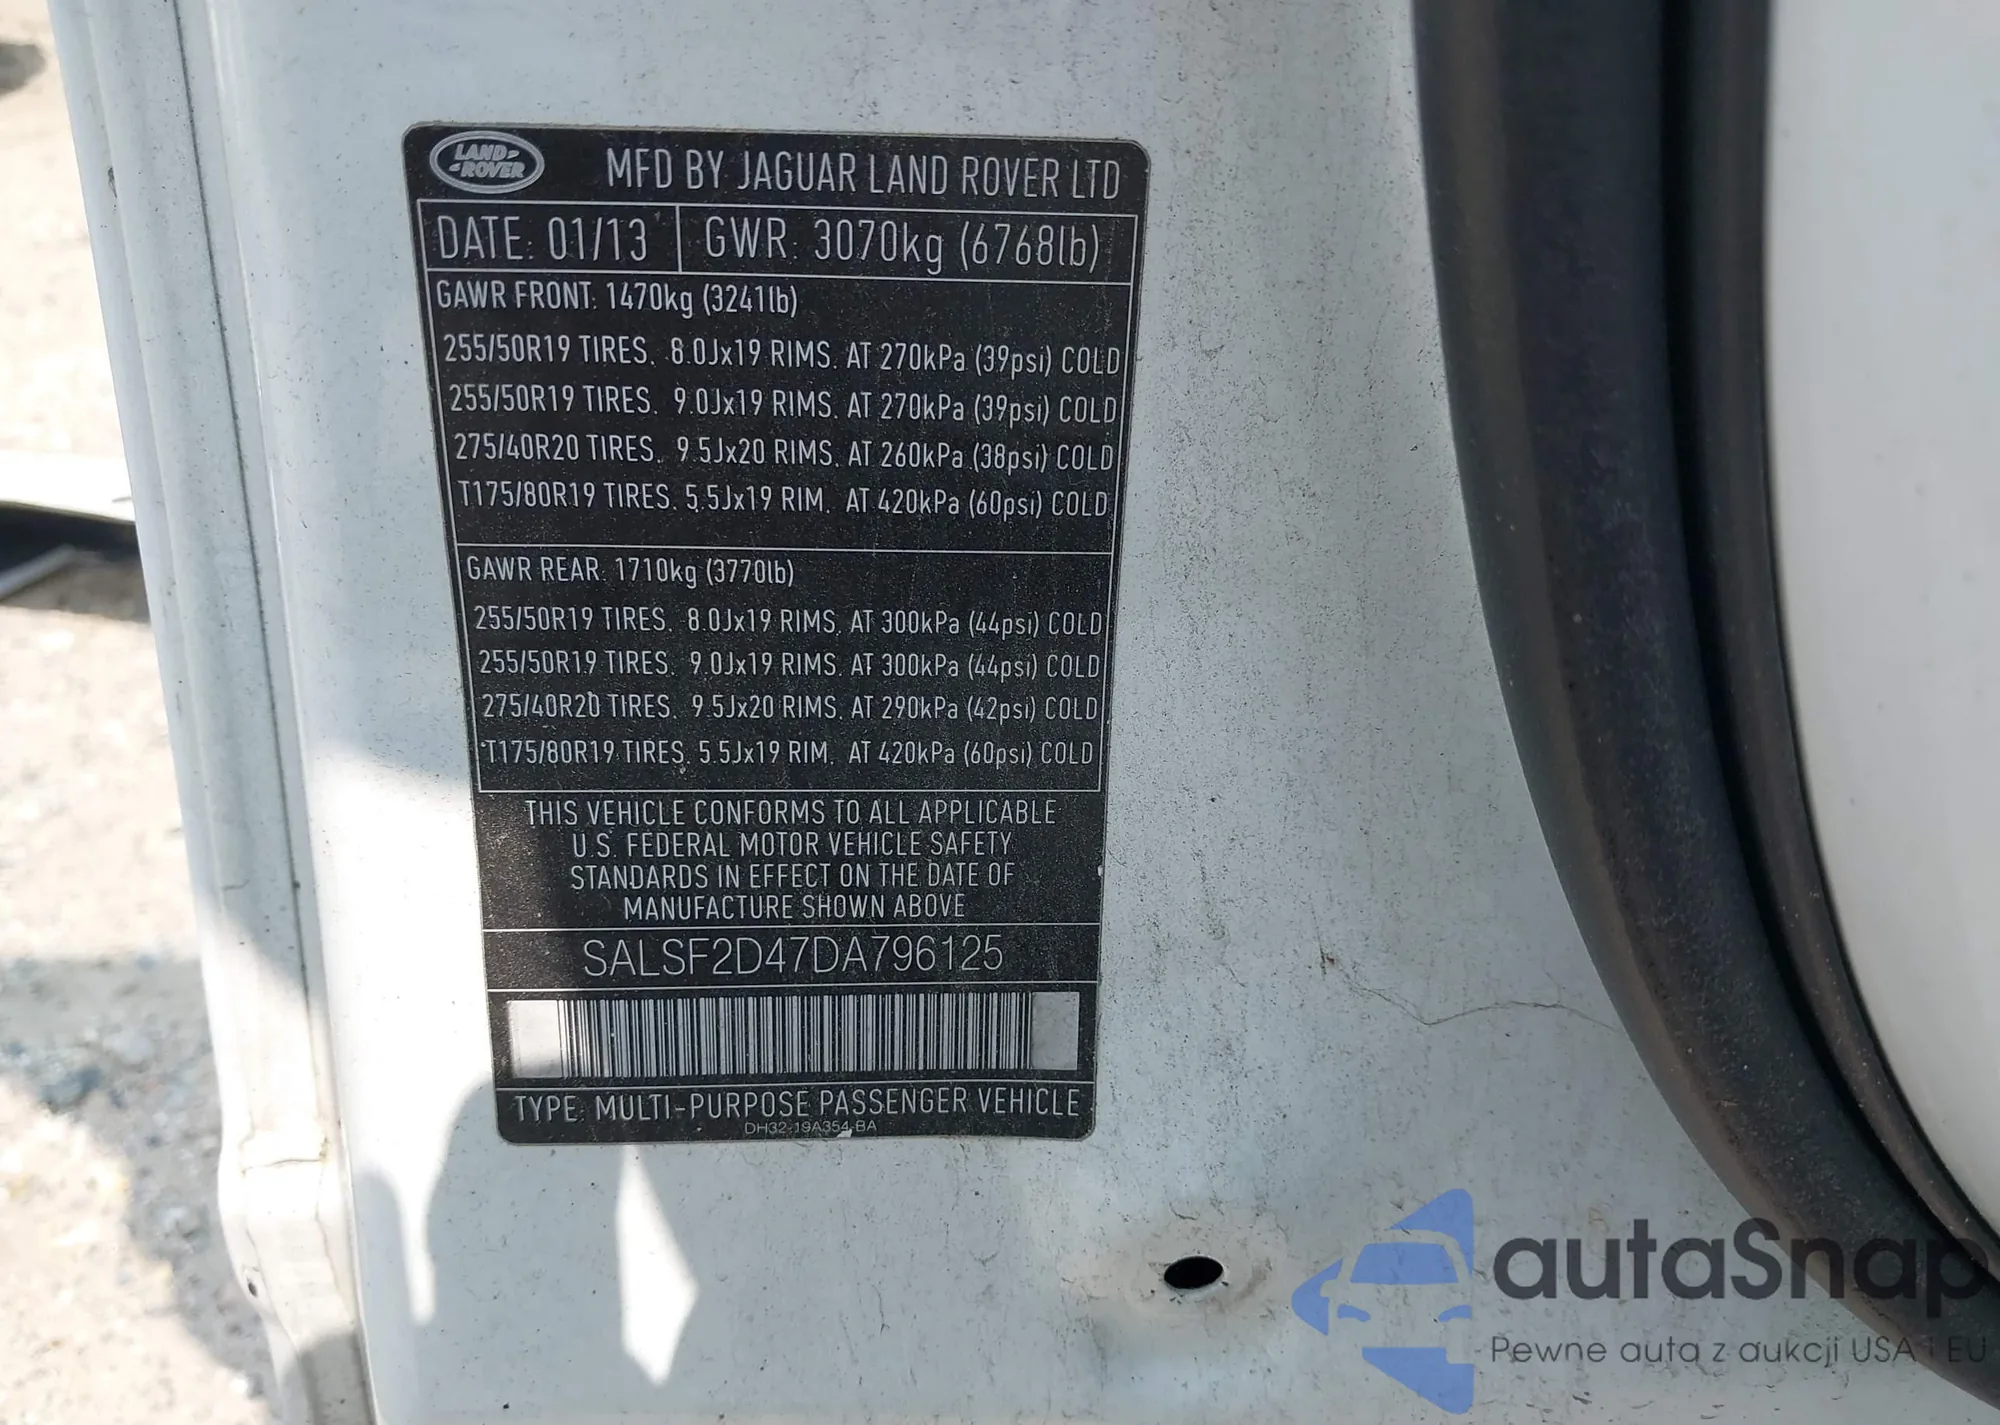 LAND ROVER
MFD BY JAGUAR LAND ROVER LTD
DATE: 01/13 GWR: 3070kg (6768lb)
GAWR FRONT: 1470kg (3241lb)
255/50R19 TIRES. 8.0Jx19 RIMS. AT 270kPa (39psi) COLD
255/50R19 TIRES. 9.0Jx19 RIMS. AT 270kPa (39psi) COLD
275/40R20 TIRES. 9.5Jx20 RIMS. AT 260kPa (38psi) COLD
T175/80R19 TIRES. 5.5Jx19 RIM. AT 420kPa (60psi) COLD
GAWR REAR: 1710kg (3770lb)
255/50R19 TIRES. 8.0Jx19 RIMS. AT 300kPa (44psi) COLD
255/50R19 TIRES. 9.0Jx19 RIMS. AT 300kPa (44psi) COLD
275/40R20 TIRES. 9.5Jx20 RIMS. AT 290kPa (42psi) COLD
T175/80R19 TIRES. 5.5Jx19 RIM. AT 420kPa (60psi) COLD
THIS VEHICLE CONFORMS TO ALL APPLICABLE
U.S. FEDERAL MOTOR VEHICLE SAFETY
STANDARDS IN EFFECT ON THE DATE OF
MANUFACTURE SHOWN ABOVE
SALSF2D47DA796125
TYPE: MULTI-PURPOSE PASSENGER VEHICLE
DH32-19A354-BA
autaSnap
Pewne auta z aukcji USA i EU